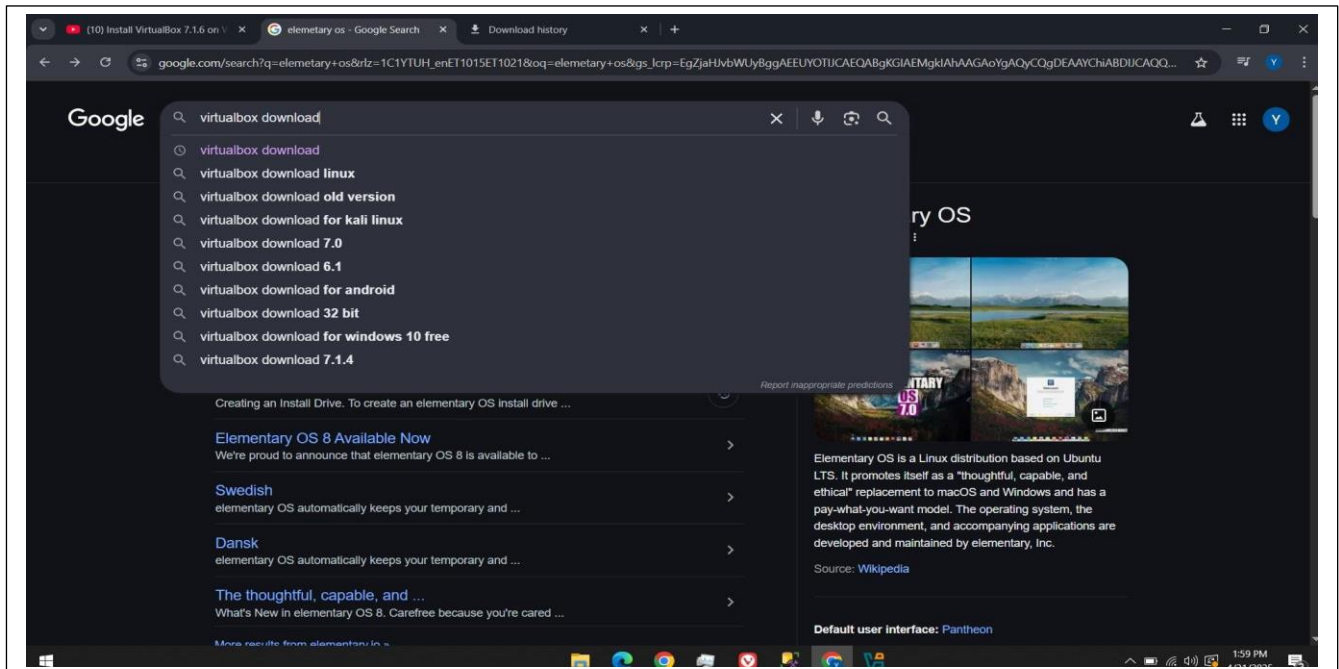 (10) Install VirtualBox 7.1.6 on
elemetary os - Google Search
Download history
google.com/search?q=elemetary+os&rlz=1C1YTUH_enET1015ET1021&oq=elemetary+os&gs_lcrp=
Google
virtualbox download
virtualbox download
virtualbox download linux
virtualbox download old version
virtualbox download for kali linux
virtualbox download 7.0
virtualbox download 6.1
virtualbox download for android
virtualbox download 32 bit
virtualbox download for windows 10 free
virtualbox download 7.1.4
Report inappropriate predictions
Y
Y
ry OS
NTARY
OS
7.0
Creating an Install Drive. To create an elementary OS install drive ...
Elementary OS 8 Available Now
We're proud to announce that elementary OS 8 is available to ...
Swedish
elementary OS automatically keeps your temporary and ...
Dansk
elementary OS automatically keeps your temporary and ...
The thoughtful, capable, and ...
What's New in elementary OS 8. Carefree because you're cared ...
More results from elementary.io »
Elementary OS is a Linux distribution based on Ubuntu
LTS. It promotes itself as a "thoughtful, capable, and
ethical" replacement to macOS and Windows and has a
pay-what-you-want model. The operating system, the
desktop environment, and accompanying applications are
developed and maintained by elementary, Inc.
Source: Wikipedia
Default user interface: Pantheon
1:59 PM